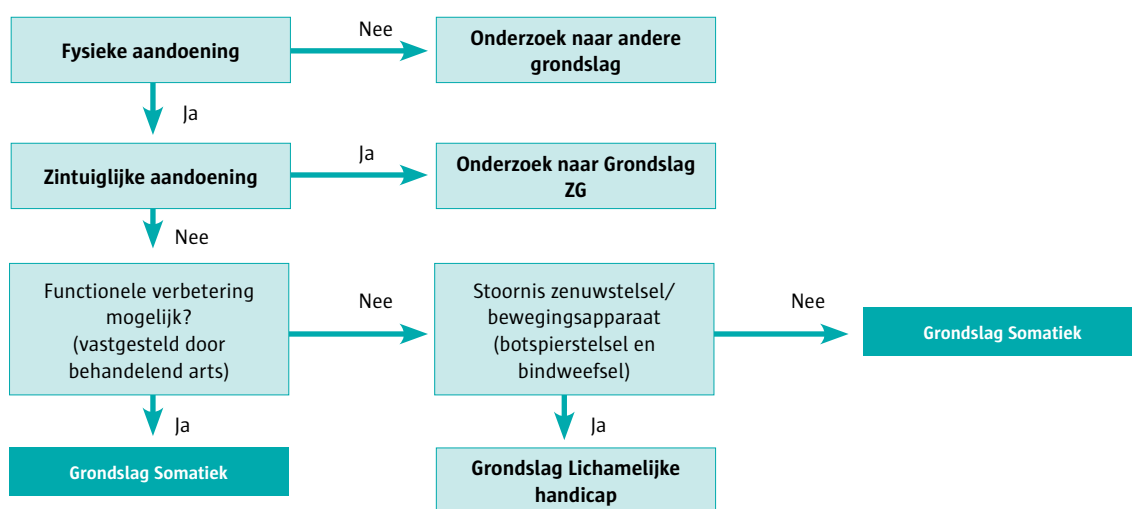 Fysieke aandoening
Nee
Onderzoek naar andere
grondslag
Ja
Zintuiglijke aandoening
Ja
Onderzoek naar Grondslag
ZG
Nee
Functionele verbetering
mogelijk?
(vastgesteld door
behandelend arts)
Nee
Stoornis zenuwstelsel/
bewegingsapparaat
(botspierstelsel en
bindweefsel)
Nee
Grondslag Somatiek
Ja
Grondslag Somatiek
Ja
Grondslag Lichamelijke
handicap